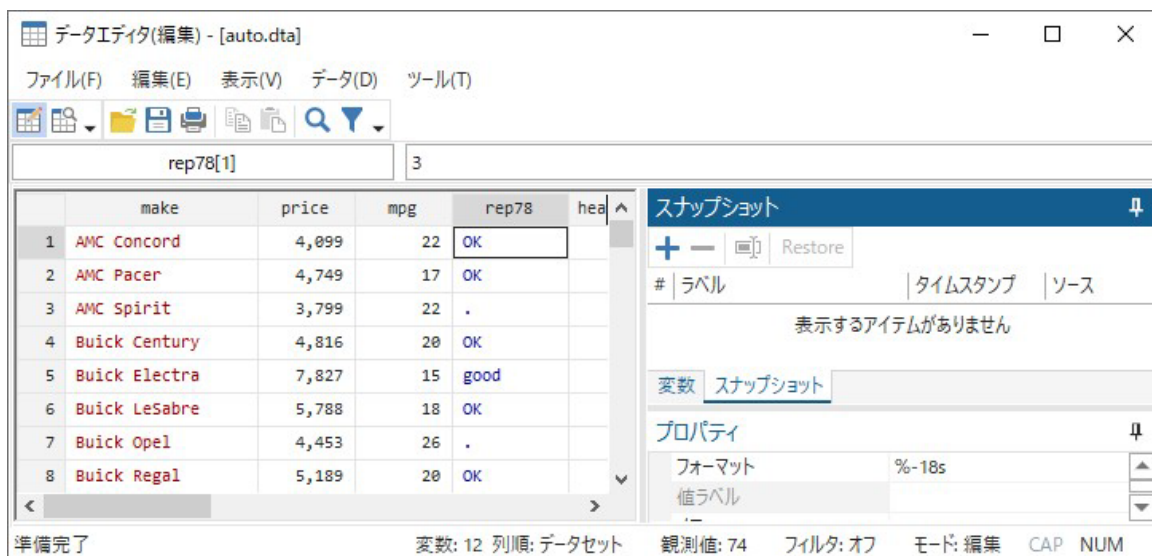 データエディタ(編集) - [auto.dta]
ファイル(F) 編集(E) 表示(V) データ(D) ツール(T)
rep78[1] 3
make price mpg rep78 hea
1 AMC Concord 4,099 22 OK
2 AMC Pacer 4,749 17 OK
3 AMC Spirit 3,799 22 .
4 Buick Century 4,816 20 OK
5 Buick Electra 7,827 15 good
6 Buick LeSabre 5,788 18 OK
7 Buick Opel 4,453 26 .
8 Buick Regal 5,189 20 OK
スナップショット
Restore
# ラベル タイムスタンプ ソース
表示するアイテムがありません
変数 スナップショット
プロパティ
フォーマット %-18s
値ラベル
準備完了 変数: 12 列順: データセット 観測値: 74 フィルタ: オフ モード: 編集 CAP NUM